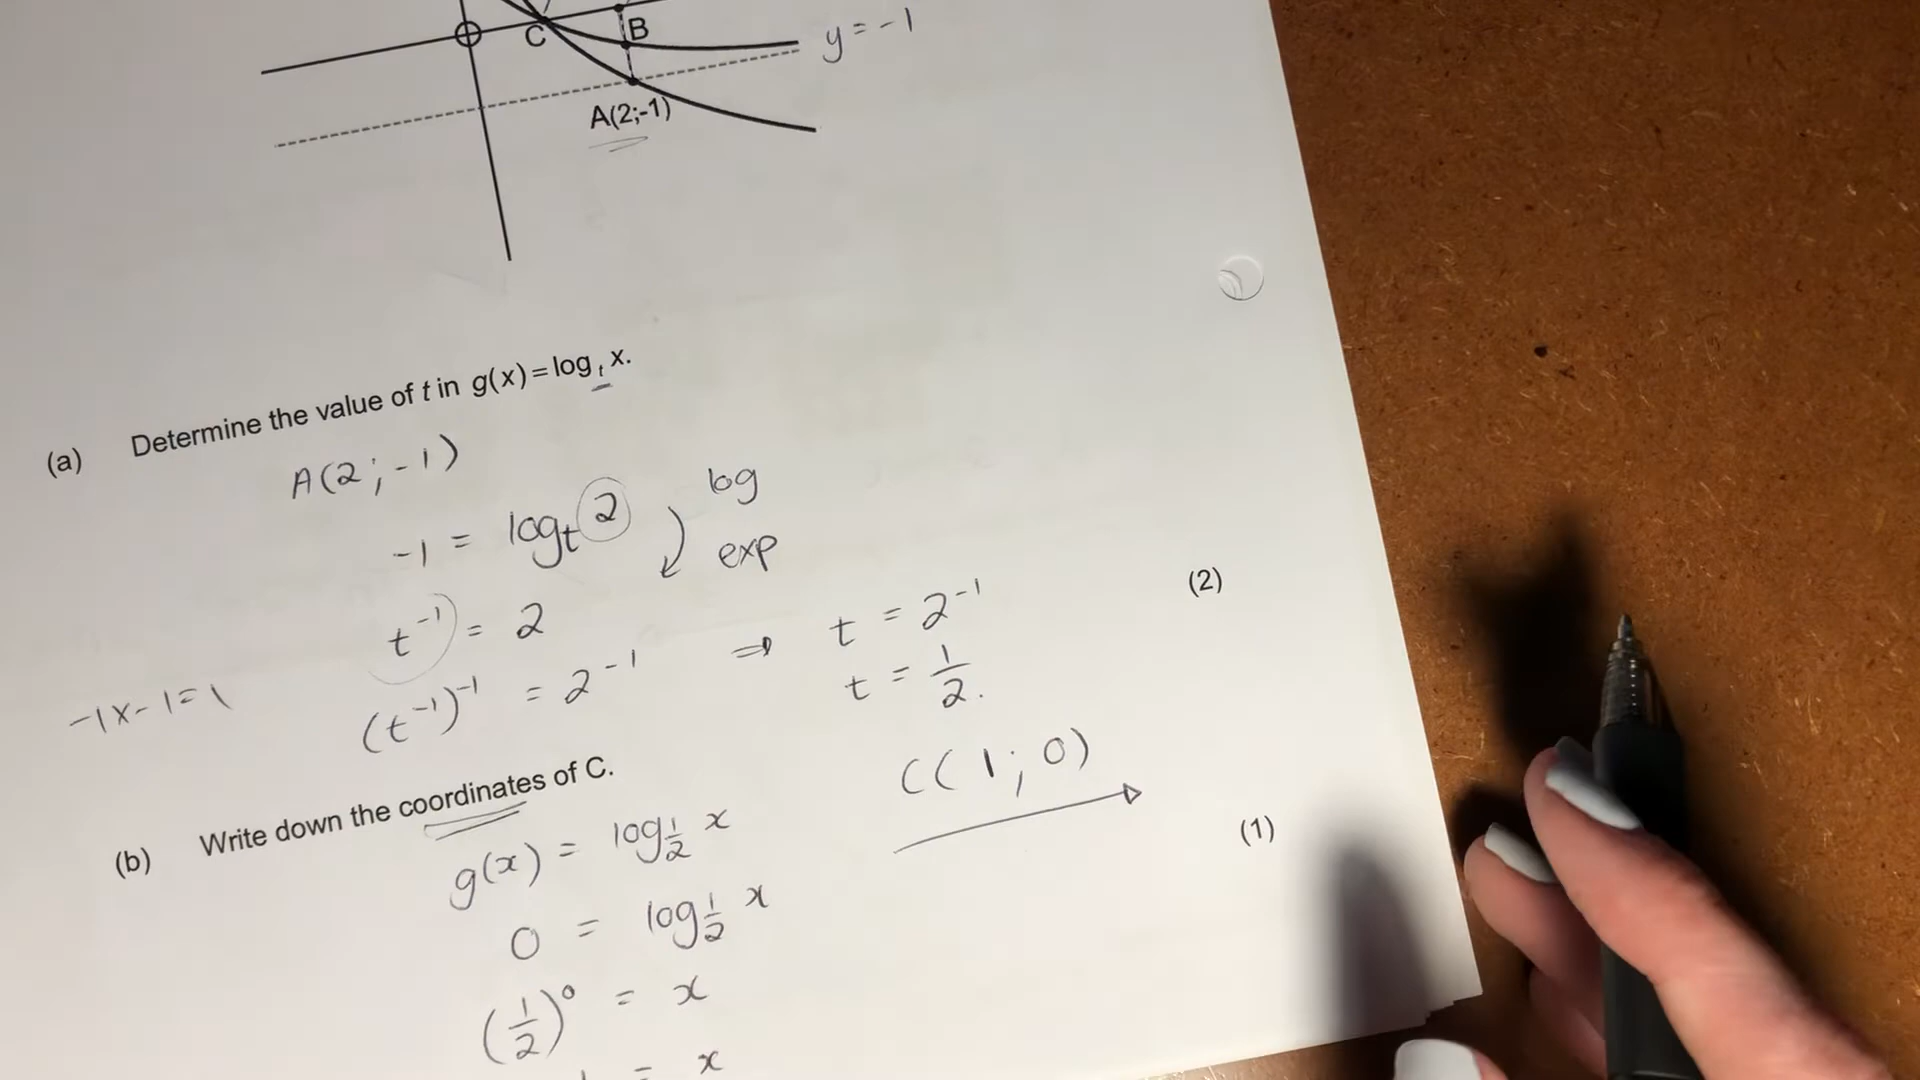 C
B
y = -1
A(2;-1)
(a) Determine the value of t in g(x) = log_t x.
A(2;-1)
-1 = log_t 2
log
exp
t^-1 = 2
(2)
-1x-1=1
(t^-1)^-1 = 2^-1 ⇒ t = 2^-1
t = 1/2.
(b) Write down the coordinates of C.
C(1;0)
(1)
g(x) = log_1/2 x
0 = log_1/2 x
(1/2)^0 = x
1 = x